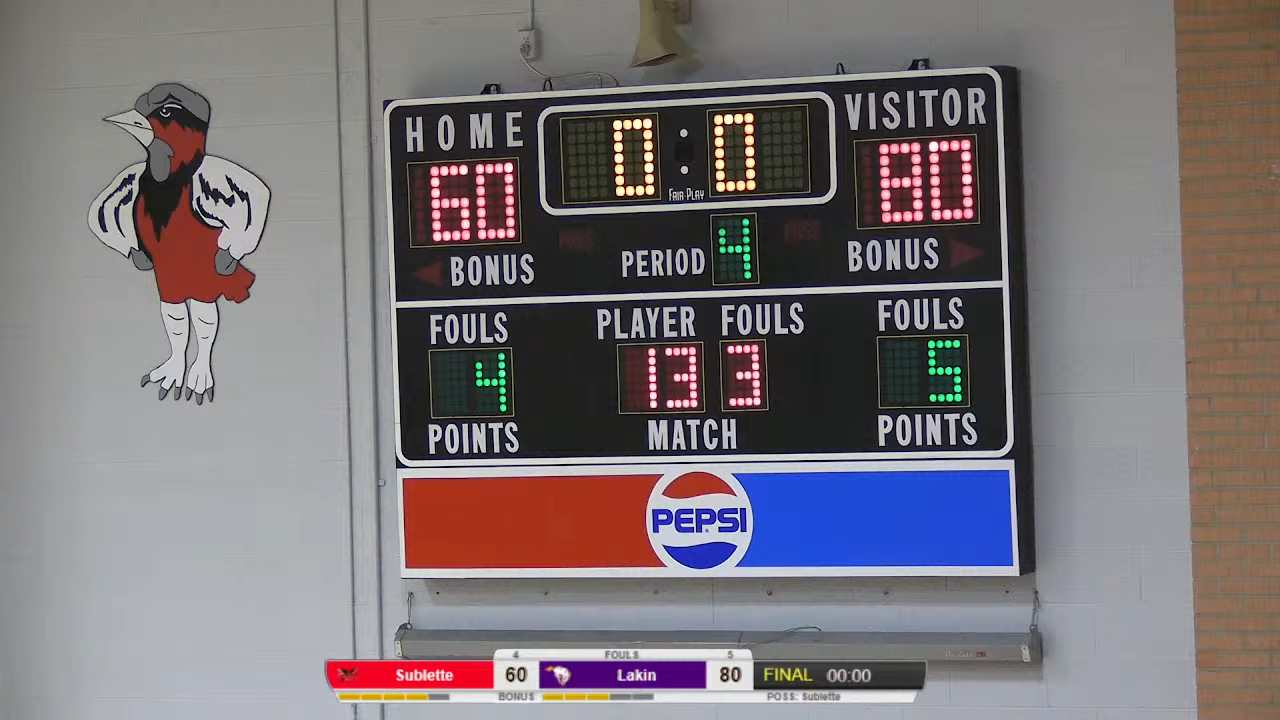 HOME
0:0
VISITOR
60
FAIR-PLAY
80
BONUS
PERIOD 4
BONUS
FOULS
PLAYER FOULS
FOULS
4
13 3
5
POINTS
MATCH
POINTS
PEPSI
4 FOULS 5
Sublette 60 Lakin 80 FINAL 00:00
BONUS POSS: Sublette